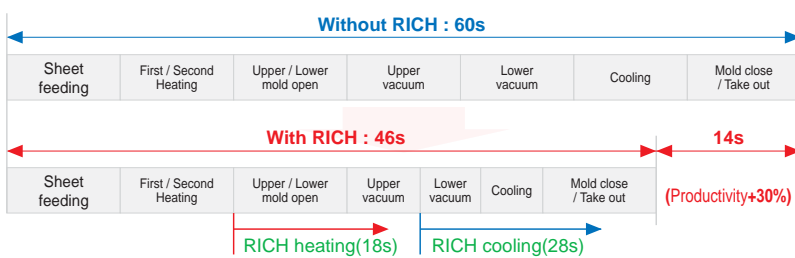 Without RICH : 60s
Sheet
feeding
First / Second
Heating
Upper / Lower
mold open
Upper
vacuum
Lower
vacuum
Cooling
Mold close
/ Take out
With RICH : 46s
14s
Sheet
feeding
First / Second
Heating
Upper / Lower
mold open
Upper
vacuum
Lower
vacuum
Cooling
Mold close
/ Take out
(Productivity+30%)
RICH heating(18s)
RICH cooling(28s)